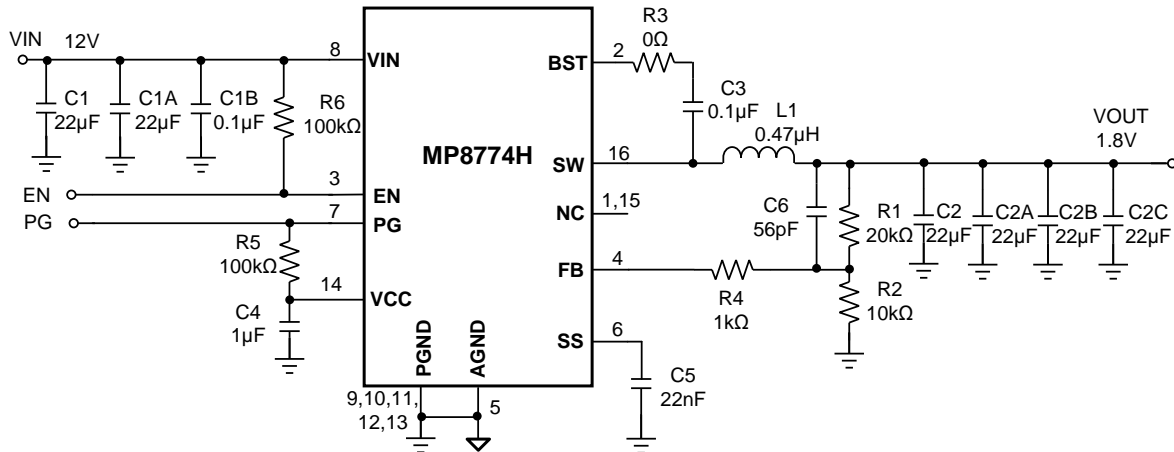 VIN
12V
C1
22µF
C1A
22µF
C1B
0.1µF
R6
100kΩ
EN
PG
R5
100kΩ
C4
1µF
8
3
7
14
VIN
EN
PG
VCC
MP8774H
BST
SW
NC
FB
SS
PGND
AGND
9,10,11,
12,13
5
2
16
1,15
4
6
R3
0Ω
C3
0.1µF
L1
0.47µH
C6
56pF
R1
20kΩ
R4
1kΩ
R2
10kΩ
C5
22nF
C2
22µF
C2A
22µF
C2B
22µF
C2C
22µF
VOUT
1.8V